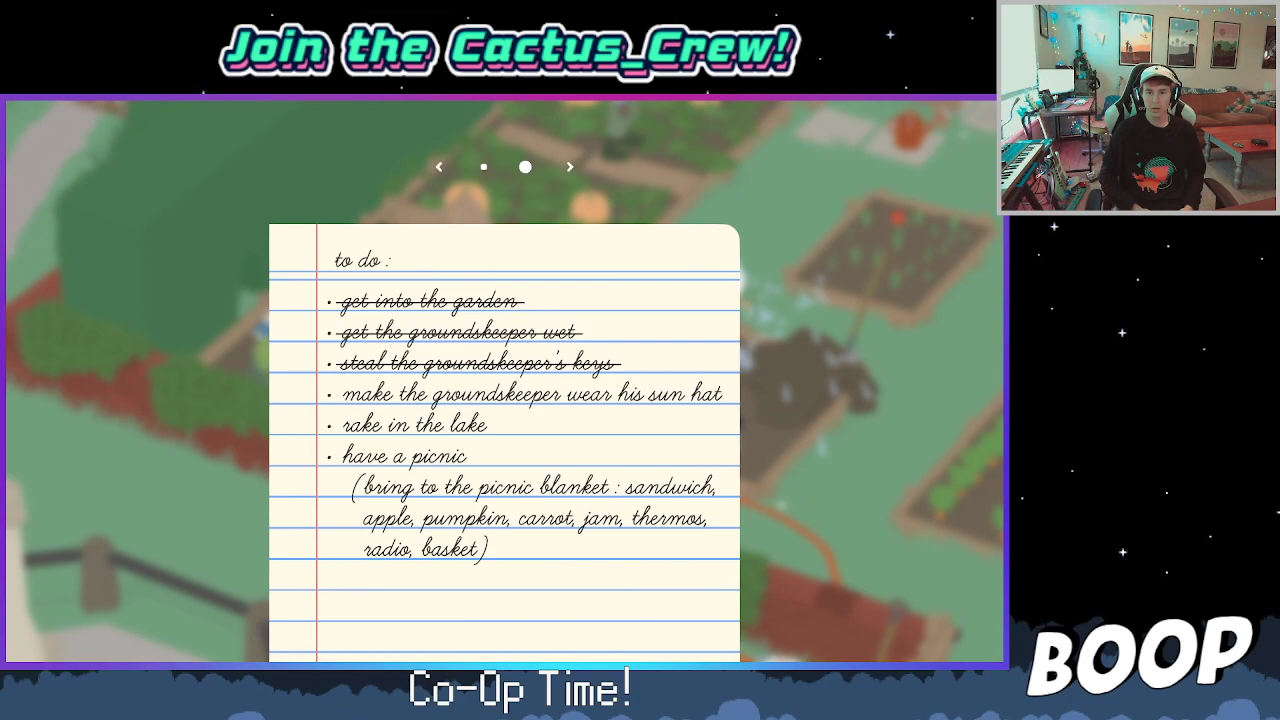 Join the Cactus_Crew!
to do :
• get into the garden
• get the groundskeeper wet
• steal the groundskeeper's keys
• make the groundskeeper wear his sun hat
• rake in the lake
• have a picnic
(bring to the picnic blanket : sandwich,
apple, pumpkin, carrot, jam, thermos,
radio, basket)
Co-Op Time!
BOOP